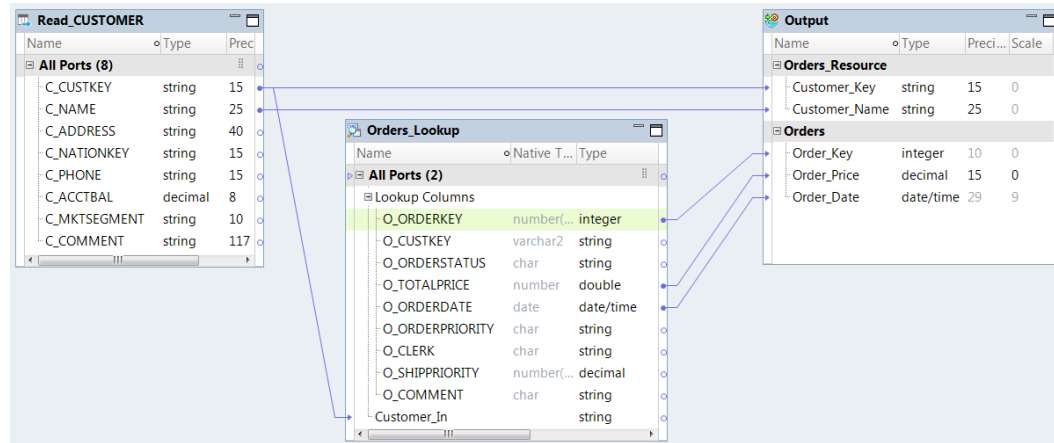 Read_CUSTOMER
Name Type Prec
All Ports (8)
C_CUSTKEY string 15
C_NAME string 25
C_ADDRESS string 40
C_NATIONKEY string 15
C_PHONE string 15
C_ACCTBAL decimal 8
C_MKTSEGMENT string 10
C_COMMENT string 117
Orders_Lookup
Name Native T... Type
All Ports (2)
Lookup Columns
O_ORDERKEY number(... integer
O_CUSTKEY varchar2 string
O_ORDERSTATUS char string
O_TOTALPRICE number double
O_ORDERDATE date date/time
O_ORDERPRIORITY char string
O_CLERK char string
O_SHIPPRIORITY number(... decimal
O_COMMENT char string
Customer_In string
Output
Name Type Preci... Scale
Orders_Resource
Customer_Key string 15 0
Customer_Name string 25 0
Orders
Order_Key integer 10 0
Order_Price decimal 15 0
Order_Date date/time 29 9